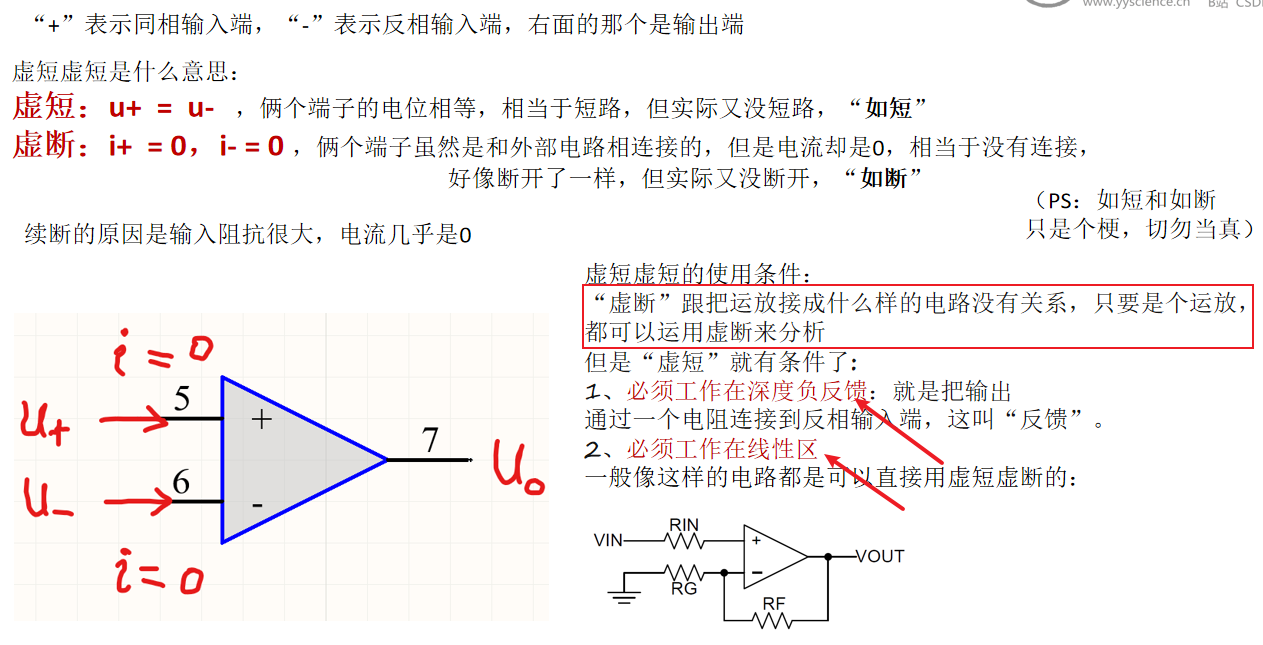 www.yyscience.cn B站 CSD
“+”表示同相输入端，“-”表示反相输入端，右面的那个是输出端
虚短虚短是什么意思：
虚短：u+ = u- ，俩个端子的电位相等，相当于短路，但实际又没短路，“如短”
虚断：i+ = 0，i- = 0 ，俩个端子虽然是和外部电路相连接的，但是电流却是0，相当于没有连接，
好像断开了一样，但实际又没断开，“如断”
（PS：如短和如断
只是个梗，切勿当真）
续断的原因是输入阻抗很大，电流几乎是0
虚短虚短的使用条件：
“虚断”跟把运放接成什么样的电路没有关系，只要是个运放，
都可以运用虚断来分析
但是“虚短”就有条件了：
1、必须工作在深度负反馈：就是把输出
通过一个电阻连接到反相输入端，这叫“反馈”。
2、必须工作在线性区
一般像这样的电路都是可以直接用虚短虚断的：
i = 0
5
u+
+
7
u-
6
-
uo
i = 0
RIN
VIN
+
VOUT
-
RG
RF